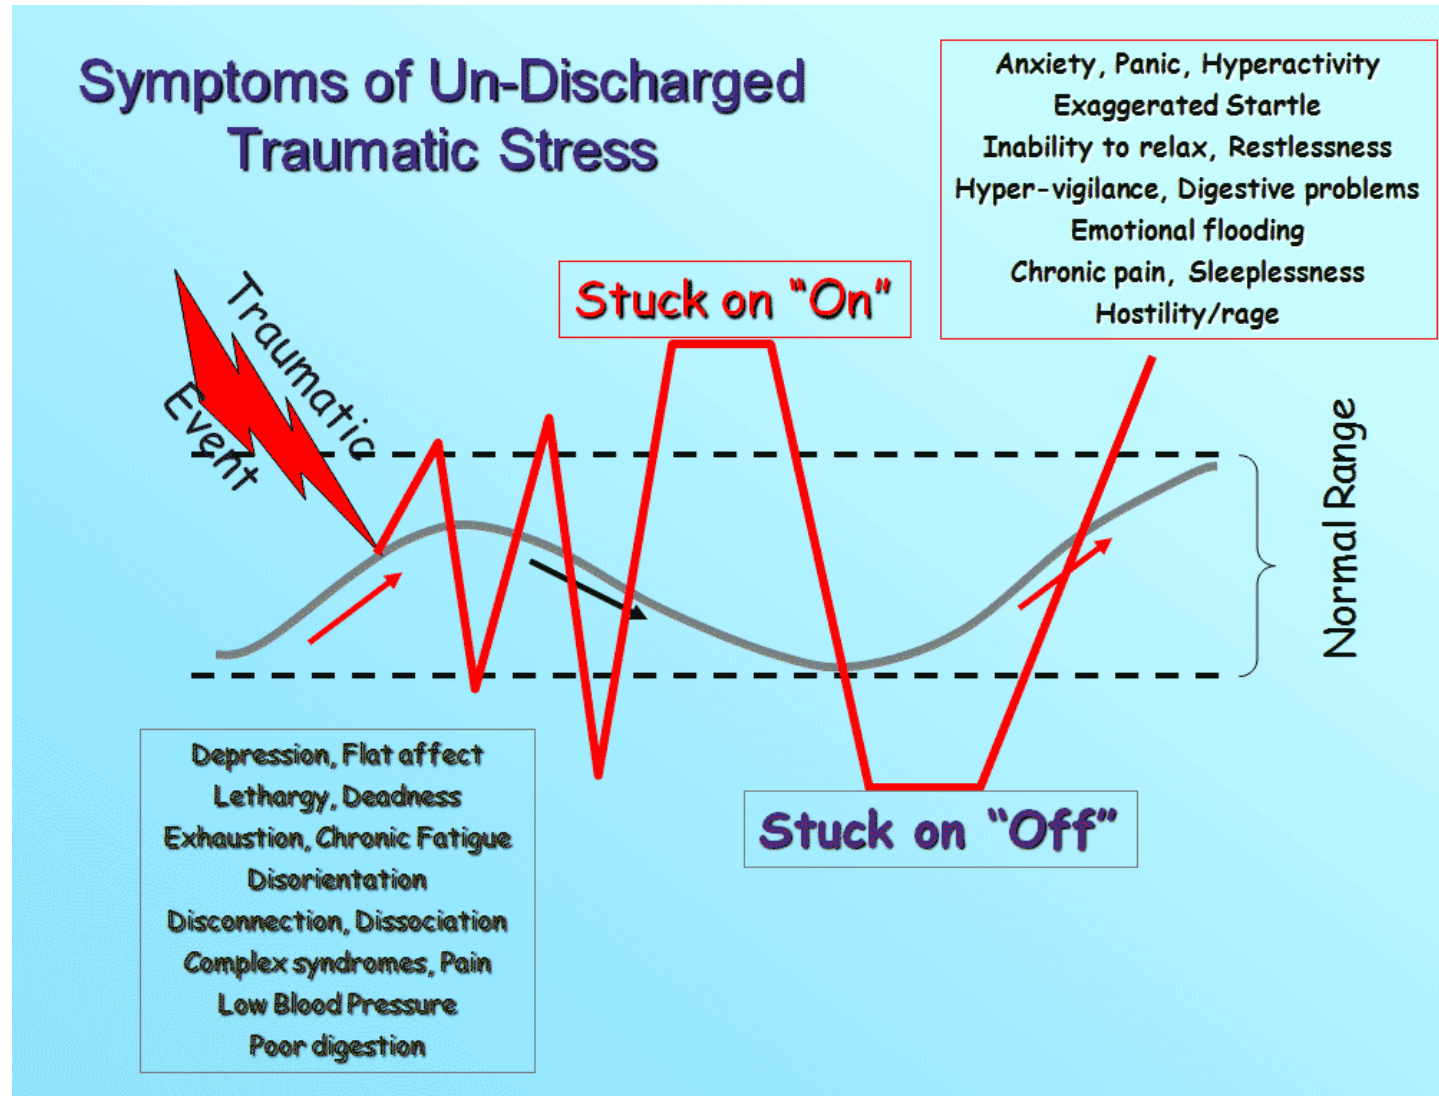 Symptoms of Un-Discharged
Traumatic Stress
Anxiety, Panic, Hyperactivity
Exaggerated Startle
Inability to relax, Restlessness
Hyper-vigilance, Digestive problems
Emotional flooding
Chronic pain, Sleeplessness
Hostility/rage
Traumatic
Event
Stuck on “On”
Normal Range
Stuck on “Off”
Depression, Flat affect
Lethargy, Deadness
Exhaustion, Chronic Fatigue
Disorientation
Disconnection, Dissociation
Complex syndromes, Pain
Low Blood Pressure
Poor digestion